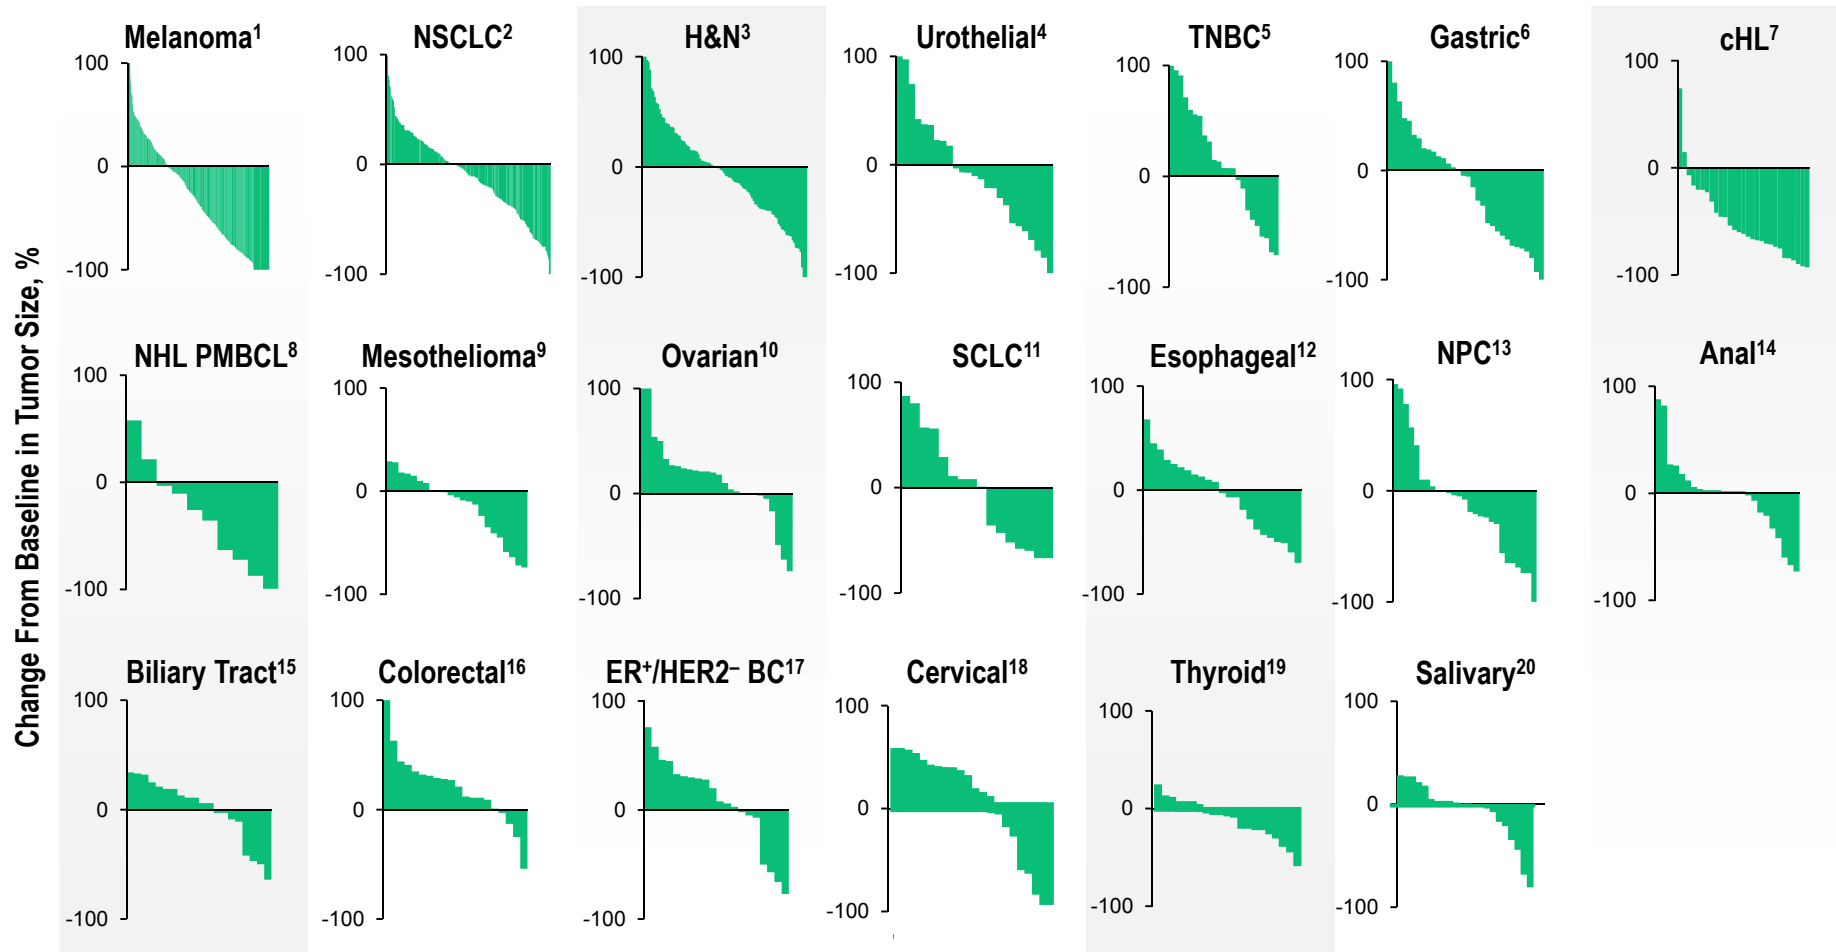 Change From Baseline in Tumor Size, %
Melanoma¹
100
0
-100
NSCLC²
100
0
-100
H&N³
100
0
-100
Urothelial⁴
100
0
-100
TNBC⁵
100
0
-100
Gastric⁶
100
0
-100
cHL⁷
100
0
-100
NHL PMBCL⁸
100
0
-100
Mesothelioma⁹
100
0
-100
Ovarian¹⁰
100
0
-100
SCLC¹¹
100
0
-100
Esophageal¹²
100
0
-100
NPC¹³
100
0
-100
Anal¹⁴
100
0
-100
Biliary Tract¹⁵
100
0
-100
Colorectal¹⁶
100
0
-100
ER⁺/HER2⁻ BC¹⁷
100
0
-100
Cervical¹⁸
100
0
-100
Thyroid¹⁹
100
0
-100
Salivary²⁰
100
0
-100